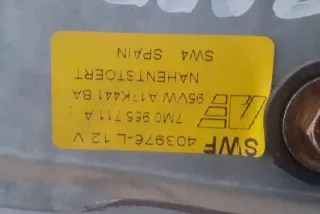 SWF 403976-L 12 V
7M0 955 711 A
95VW A17K441 BA
NAHENTSTOERT
SW4 SPAIN